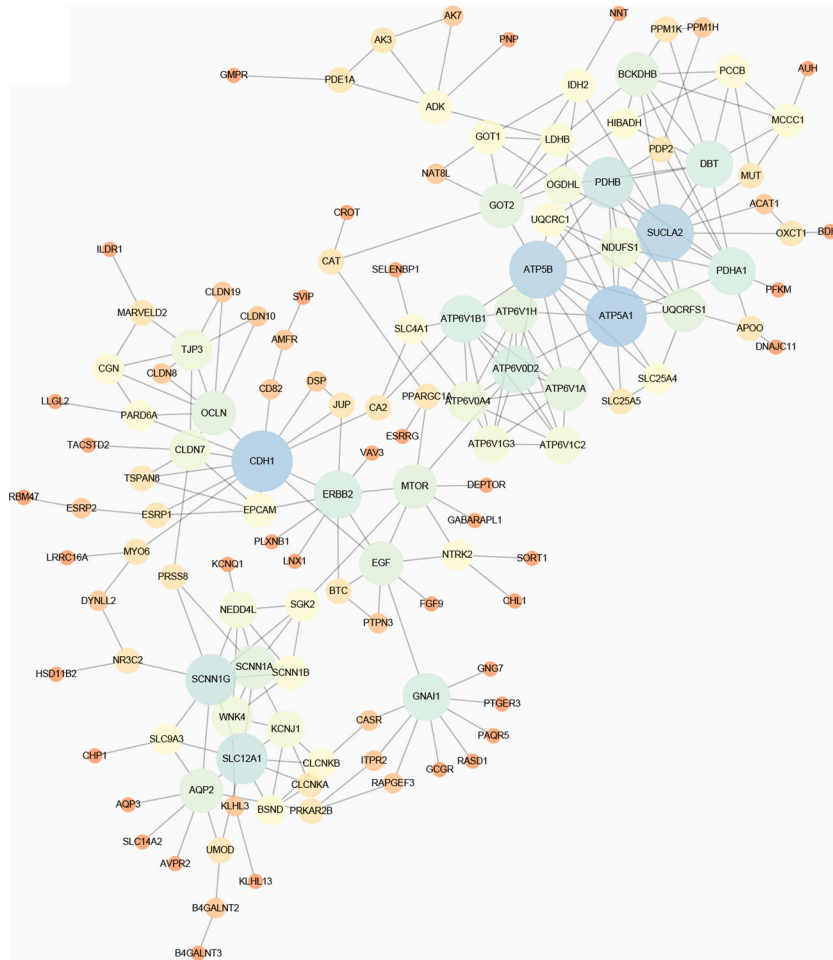 AK7
NNT
AK3
PNP
PPM1K
PPM1H
GMPR
PDE1A
IDH2
BCKDHB
PCCB
AUH
ADK
HIBADH
MCCC1
GOT1
LDHB
PDP2
DBT
NAT8L
OGDHL
PDHB
MUT
CROT
GOT2
ACAT1
UQCRC1
SUCLA2
OXCT1
ILDR1
CAT
NDUFS1
SELENBP1
ATP5B
PDHA1
CLDN19
PFKM
SVIP
MARVELD2
CLDN10
ATP6V1H
UQCRFS1
SLC4A1
ATP6V1B1
ATP5A1
APOO
TJP3
AMFR
DNAJC11
CGN
CLDN8
DSP
ATP6V0D2
SLC25A4
CD82
PPARGC1A
ATP6V1A
LLGL2
PARD6A
OCLN
JUP
CA2
ATP6V0A4
SLC25A5
ESRRG
TACSTD2
CLDN7
ATP6V1G3
ATP6V1C2
VAV3
CDH1
TSPAN8
MTOR
DEPTOR
RBM47
ERBB2
ESRP2
ESRP1
EPCAM
GABARAPL1
PLXNB1
LRRC16A
MYO6
LNX1
NTRK2
SORT1
KCNQ1
EGF
PRSS8
BTC
DYNLL2
NEDD4L
SGK2
FGF9
CHL1
PTPN3
NR3C2
SCNN1A
HSD11B2
SCNN1G
SCNN1B
GNG7
GNAI1
PTGER3
WNK4
CASR
SLC9A3
KCNJ1
PAQR5
CHP1
SLC12A1
CLCNKB
ITPR2
RASD1
GCGR
CLCNKA
RAPGEF3
AQP2
AQP3
KLHL3
BSND
PRKAR2B
SLC14A2
UMOD
AVPR2
KLHL13
B4GALNT2
B4GALNT3